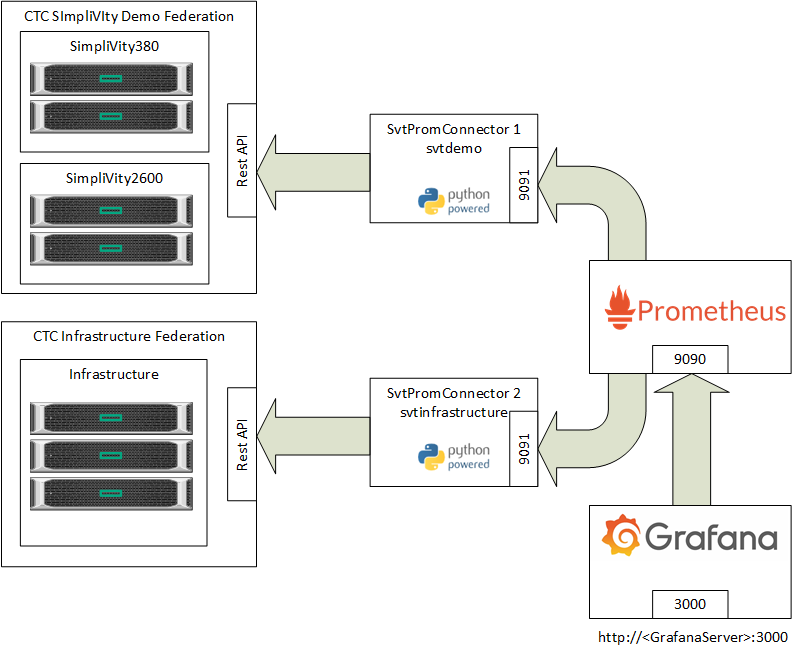 CTC SImpliVIty Demo Federation
SimpliVity380
SimpliVity2600
Rest API
SvtPromConnector 1
svtdemo
python
powered
9091
CTC Infrastructure Federation
Infrastructure
Rest API
SvtPromConnector 2
svtinfrastructure
python
powered
9091
Prometheus
9090
Grafana
3000
http://<GrafanaServer>:3000